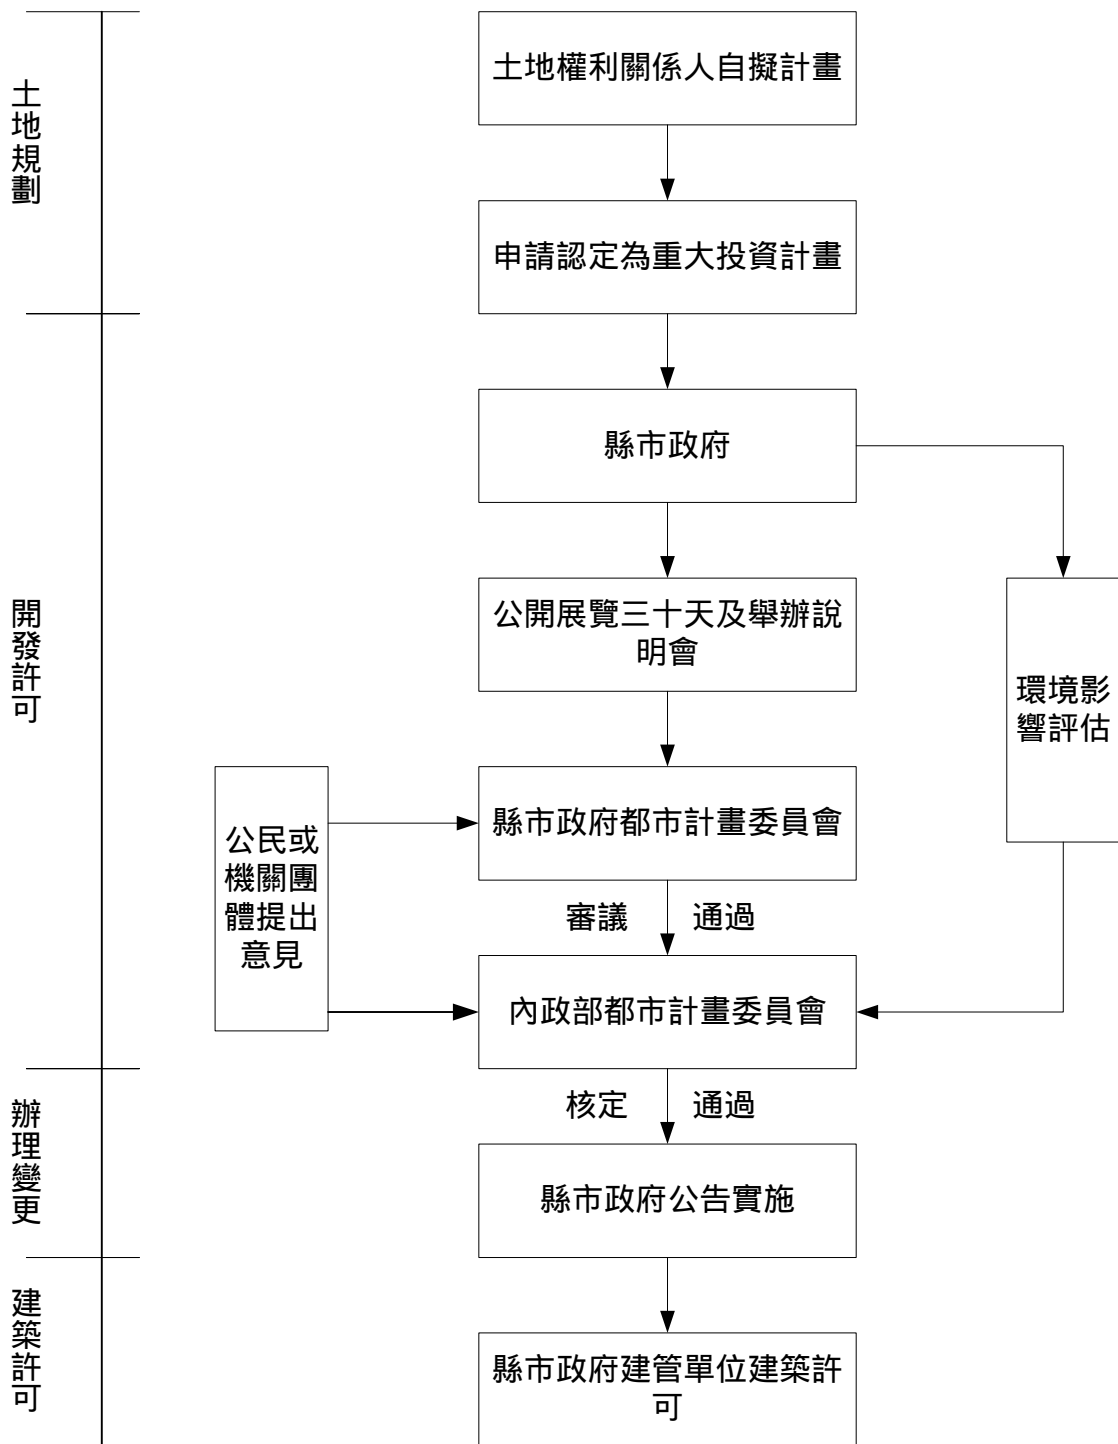 土地規劃
土地權利關係人自擬計畫
申請認定為重大投資計畫
開發許可
縣市政府
公開展覽三十天及舉辦說
明會
環境影
響評估
公民或
機關團
體提出
意見
縣市政府都市計畫委員會
審議 通過
內政部都市計畫委員會
辦理變更
核定 通過
縣市政府公告實施
建築許可
縣市政府建管單位建築許
可